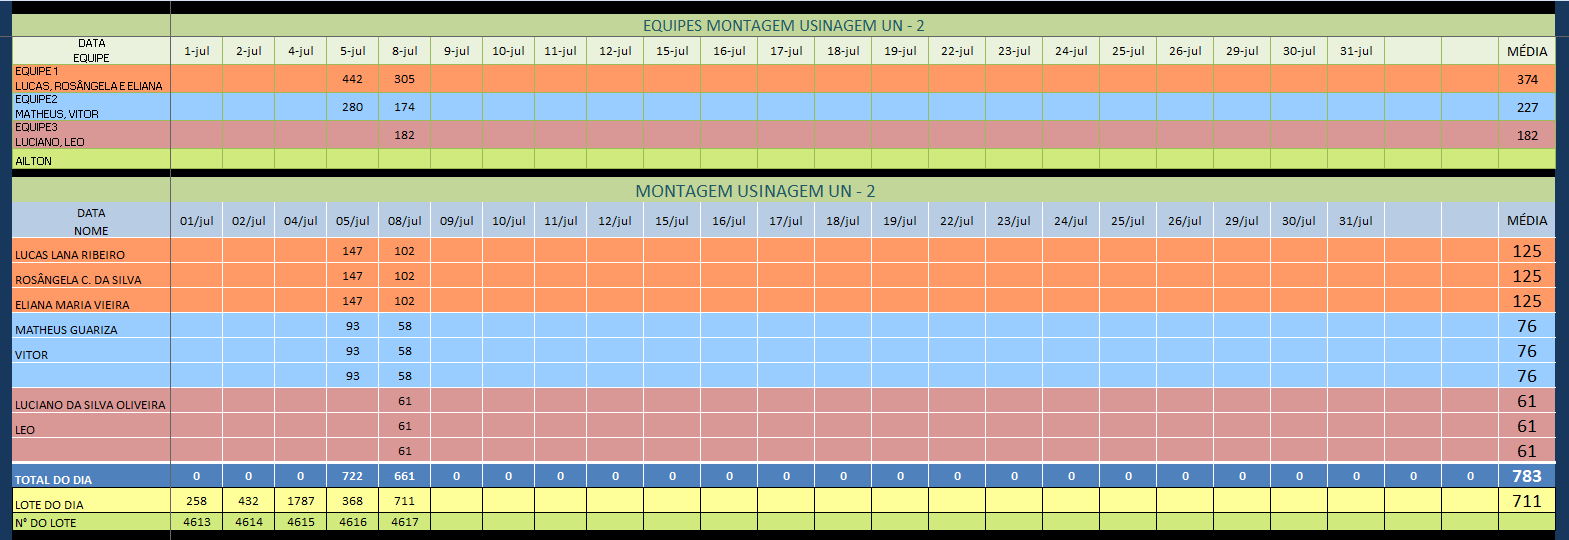 EQUIPES MONTAGEM USINAGEM UN - 2
DATA
EQUIPE
1-jul 2-jul 4-jul 5-jul 8-jul 9-jul 10-jul 11-jul 12-jul 15-jul 16-jul 17-jul 18-jul 19-jul 22-jul 23-jul 24-jul 25-jul 26-jul 29-jul 30-jul 31-jul MÉDIA
EQUIPE 1
LUCAS, ROSÂNGELA E ELIANA 442 305 374
EQUIPE2
MATHEUS, VITOR 280 174 227
EQUIPE3
LUCIANO, LEO 182 182
AILTON
MONTAGEM USINAGEM UN - 2
DATA
NOME
01/jul 02/jul 04/jul 05/jul 08/jul 09/jul 10/jul 11/jul 12/jul 15/jul 16/jul 17/jul 18/jul 19/jul 22/jul 23/jul 24/jul 25/jul 26/jul 29/jul 30/jul 31/jul MÉDIA
LUCAS LANA RIBEIRO 147 102 125
ROSÂNGELA C. DA SILVA 147 102 125
ELIANA MARIA VIEIRA 147 102 125
MATHEUS GUARIZA 93 58 76
VITOR 93 58 76
93 58 76
LUCIANO DA SILVA OLIVEIRA 61 61
LEO 61 61
61 61
TOTAL DO DIA 0 0 0 722 661 0 0 0 0 0 0 0 0 0 0 0 0 0 0 0 0 0 0 0 783
LOTE DO DIA 258 432 1787 368 711 711
N° DO LOTE 4613 4614 4615 4616 4617